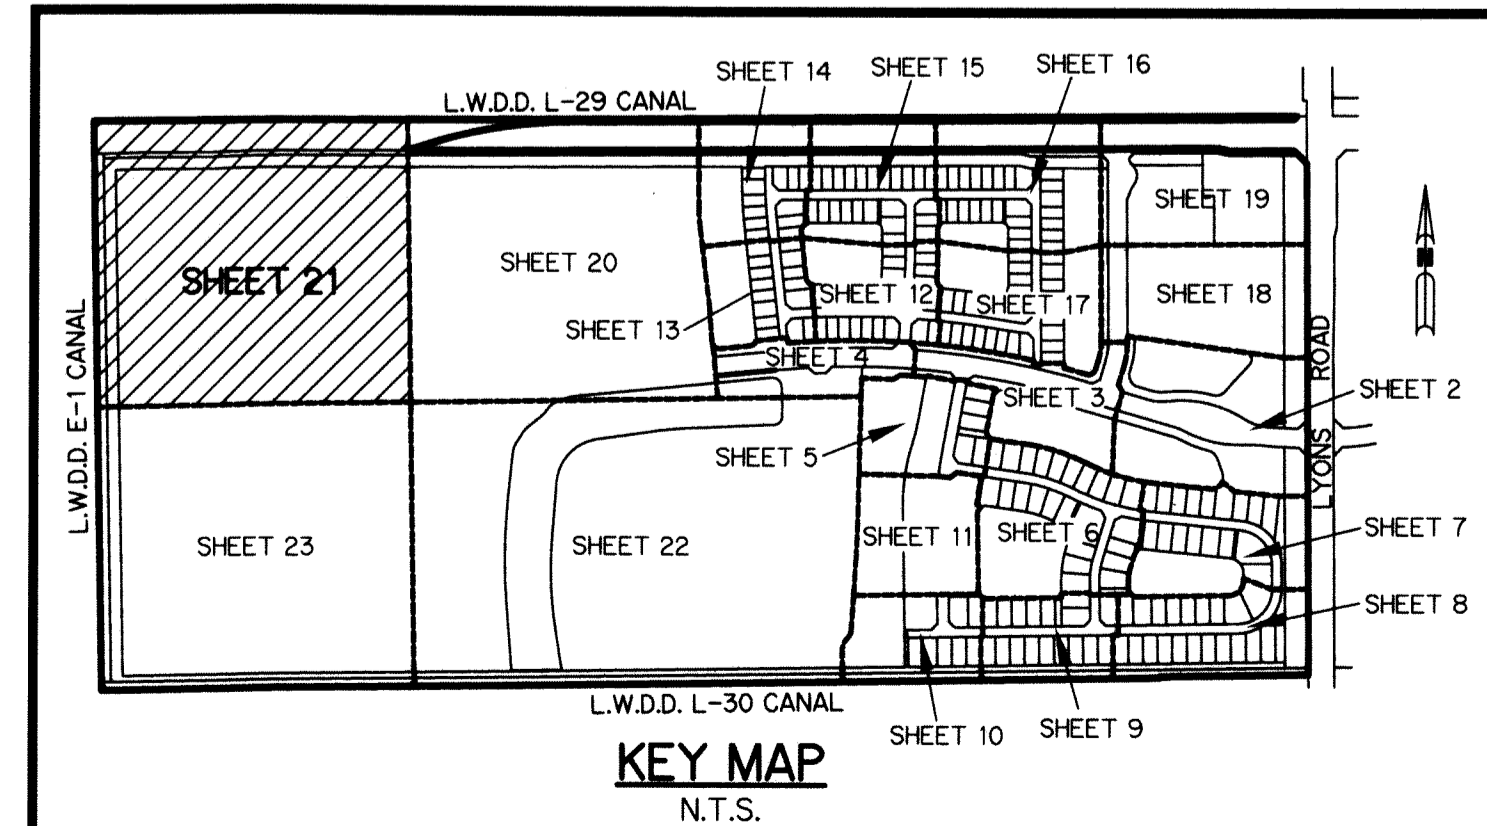 SHEET 14
SHEET 15
SHEET 16
L.W.D.D. L-29 CANAL
SHEET 19
SHEET 20
SHEET 21
SHEET 12
SHEET 17
SHEET 18
SHEET 13
SHEET 4
L.W.D.D. E-1 CANAL
LYONS ROAD
SHEET 3
SHEET 2
SHEET 5
SHEET 23
SHEET 22
SHEET 11
SHEET 6
SHEET 7
SHEET 8
L.W.D.D. L-30 CANAL
SHEET 10
SHEET 9
KEY MAP
N.T.S.
N